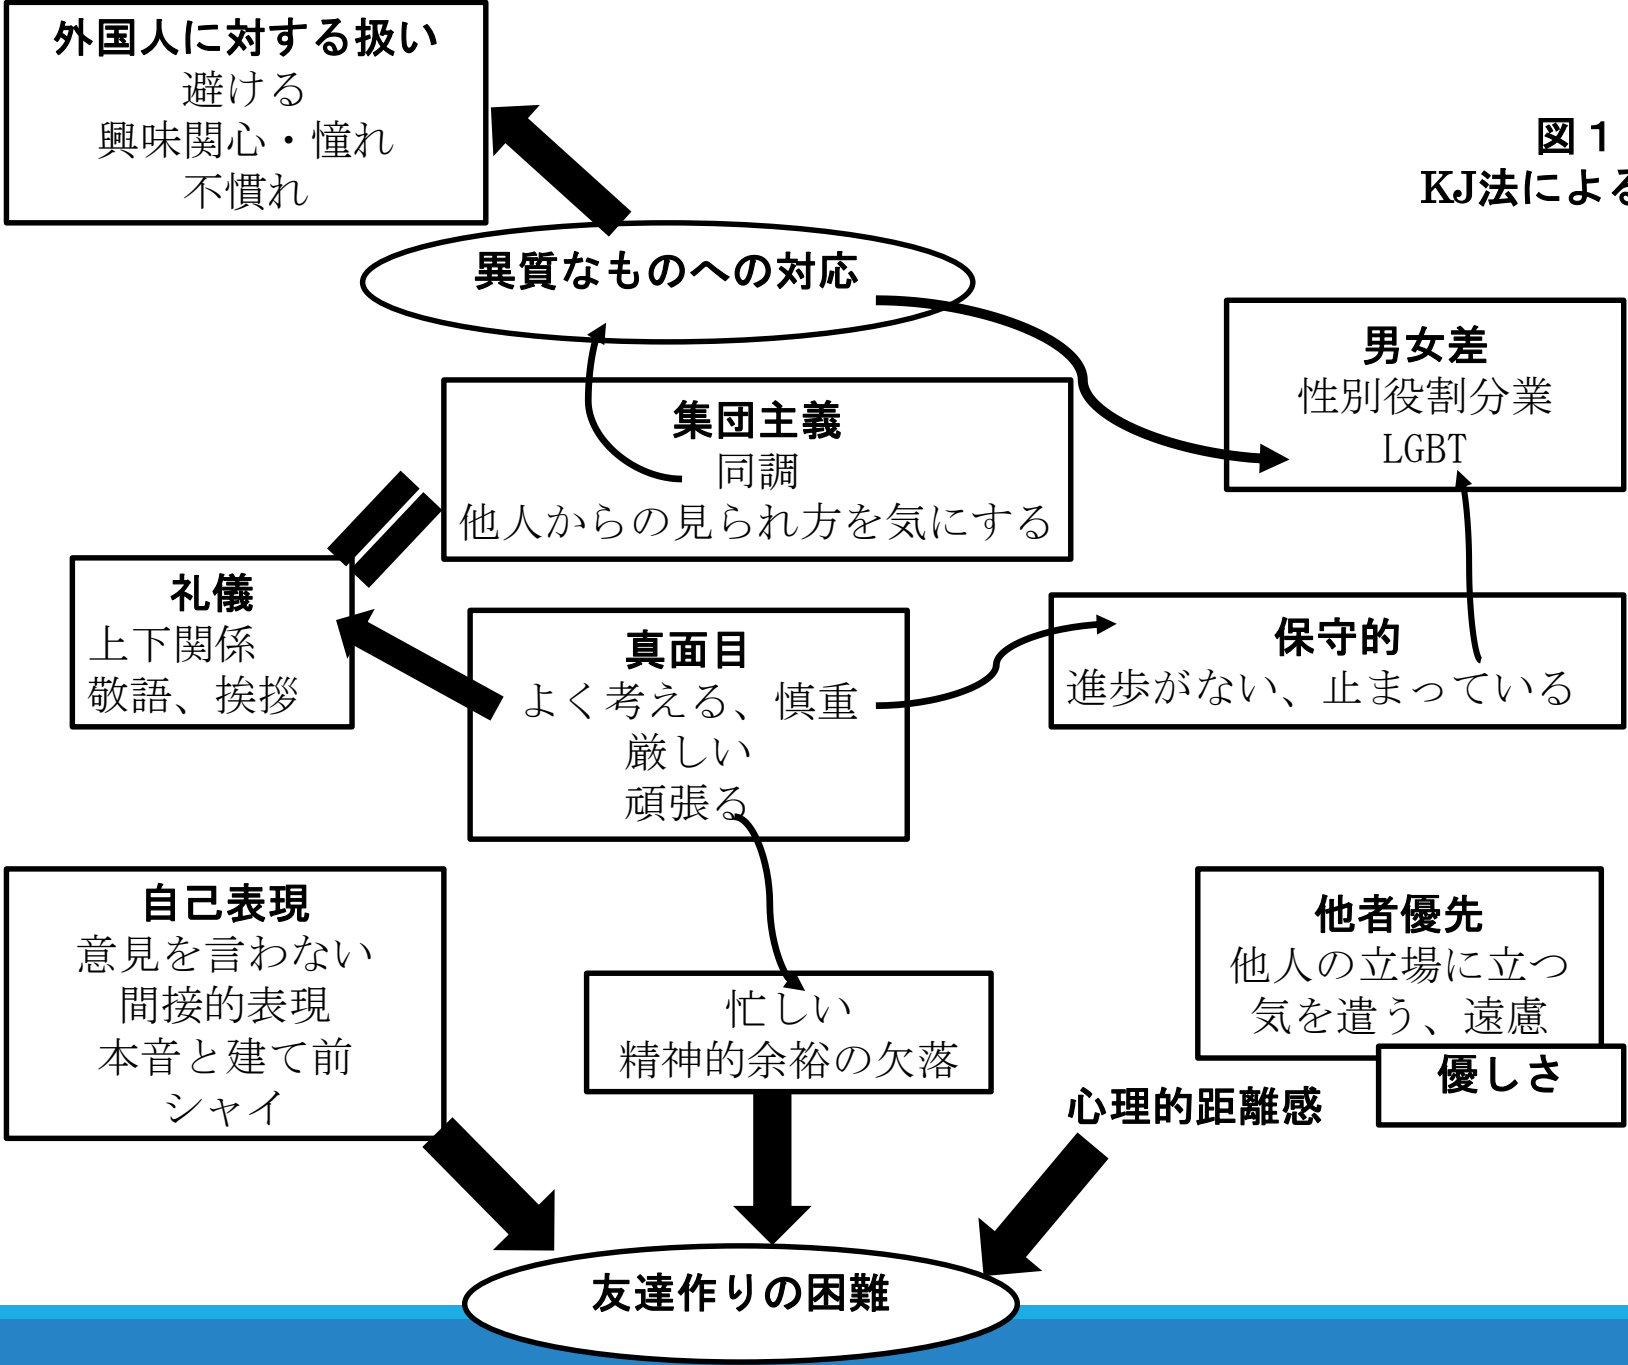 外国人に対する扱い
避ける
興味関心・憧れ
不慣れ
図１
KJ法による
異質なものへの対応
男女差
性別役割分業
LGBT
集団主義
同調
他人からの見られ方を気にする
礼儀
上下関係
敬語、挨拶
真面目
よく考える、慎重
厳しい
頑張る
保守的
進歩がない、止まっている
自己表現
意見を言わない
間接的表現
本音と建て前
シャイ
忙しい
精神的余裕の欠落
他者優先
他人の立場に立つ
気を遣う、遠慮
優しさ
心理的距離感
友達作りの困難